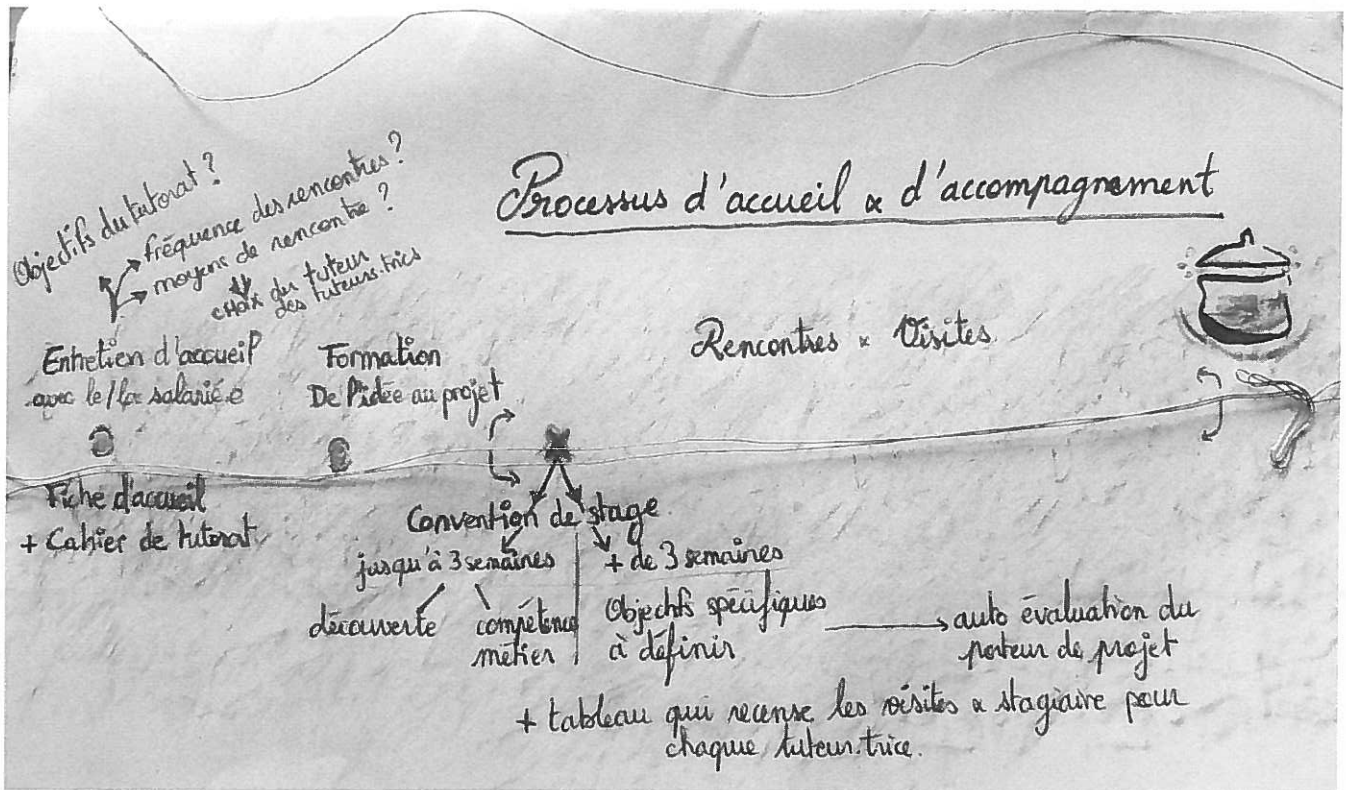 Processus d'accueil & d'accompagnement
Objectifs du tutorat ?
fréquence des rencontres ?
moyens de rencontre ?
choix du tuteur
des tuteurs.trices
Entretien d'accueil
avec le/la salarié.e
Formation
De l'idée au projet
Rencontres & Visites
Fiche d'accueil
+ Cahier de tutorat
Convention de stage
jusqu'à 3 semaines
découverte
compétence
métier
+ de 3 semaines
Objectifs spécifiques
à définir
auto évaluation du
porteur de projet
+ tableau qui recense les visites & stagiaire pour
chaque tuteur.trice.